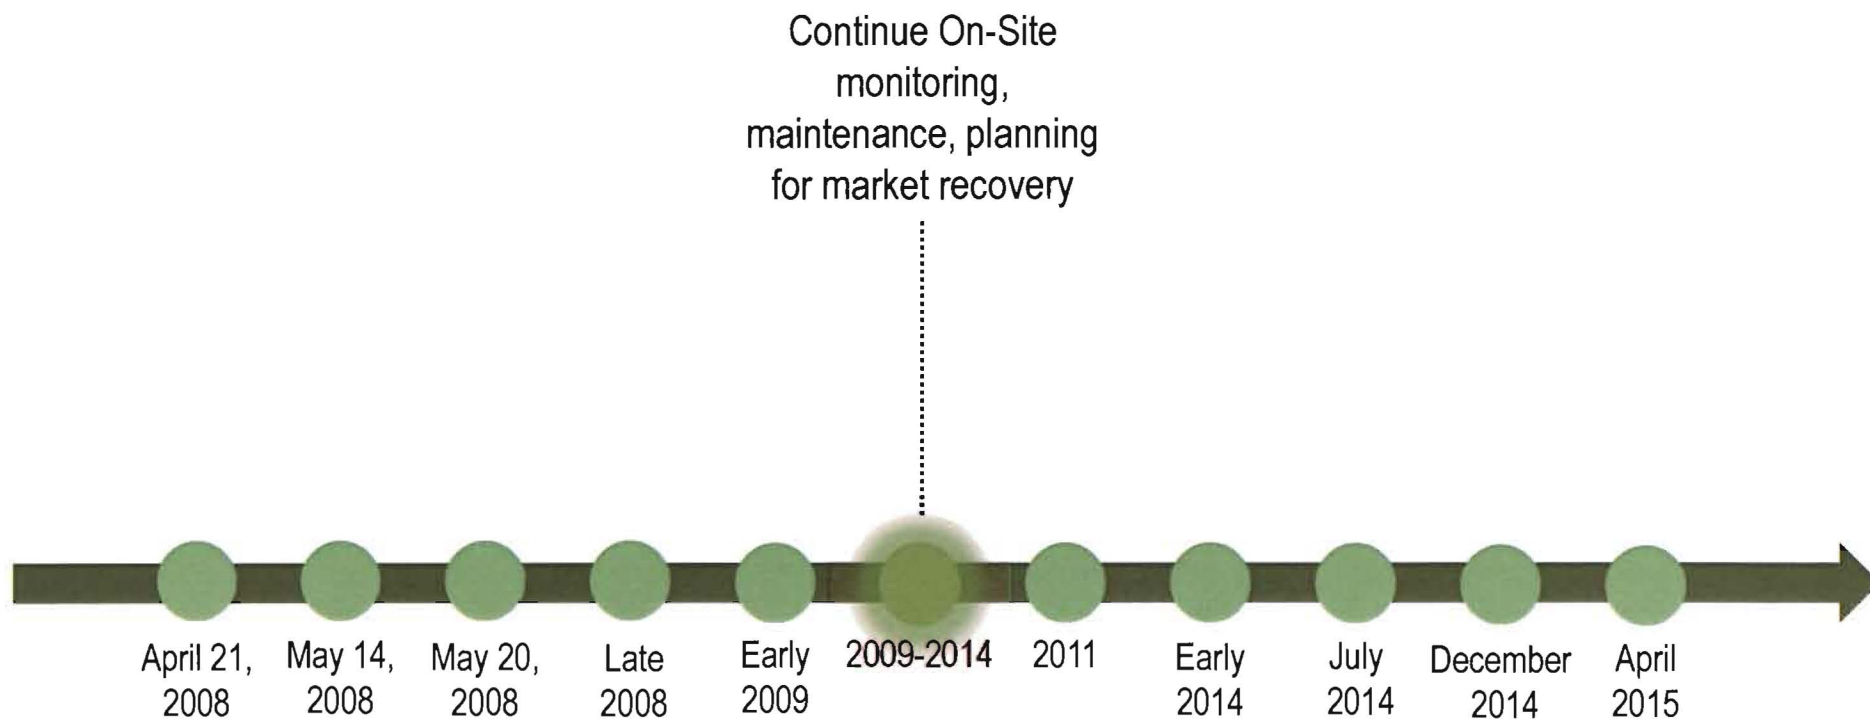 Continue On-Site
monitoring,
maintenance, planning
for market recovery
April 21,
2008
May 14,
2008
May 20,
2008
Late
2008
Early
2009
2009-2014
2011
Early
2014
July
2014
December
2014
April
2015